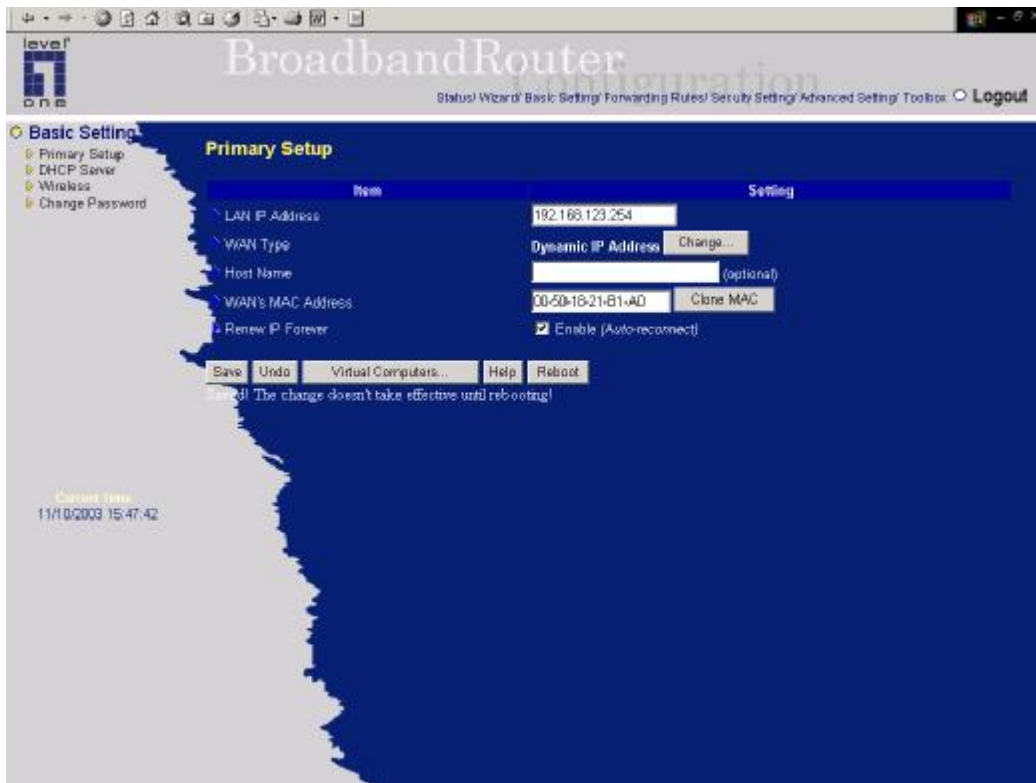 level
one
BroadbandRouter
Configuration
Status/ Wizard/ Basic Setting/ Forwarding Rules/ Security Setting/ Advanced Setting/ Toolbox Logout
Basic Setting
Primary Setup
DHCP Server
Wireless
Change Password
Current Time
11/10/2003 15:47:42
Primary Setup
Item Setting
LAN IP Address 192.168.123.254
WAN Type Dynamic IP Address Change...
Host Name (optional)
WAN's MAC Address 00-50-18-21-B1-AD Clone MAC
Renew IP Forever Enable (Auto-reconnect)
Save Undo Virtual Computers... Help Reboot
Saved! The change doesn't take effective until rebooting!